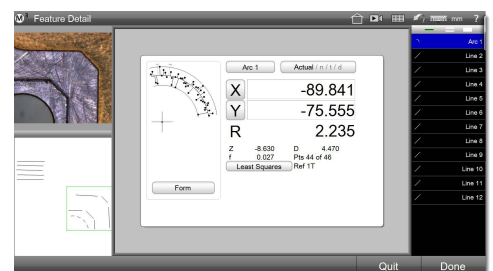 M Feature Detail
mm ?
Arc 1
Actual / n / t / d
X -89.841
Y -75.555
R 2.235
Z -8.630 D 4.470
f 0.027 Pts 44 of 46
Least Squares Ref 1T
Form
Arc 1
Line 2
Line 3
Line 4
Line 5
Line 6
Line 7
Line 8
Line 9
Line 10
Line 11
Line 12
Quit Done